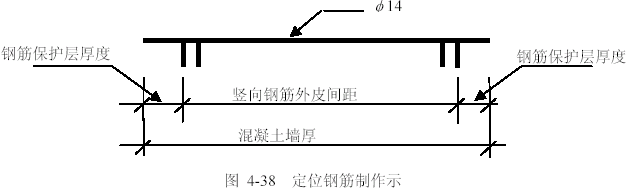 φ14
钢筋保护层厚度
钢筋保护层厚度
竖向钢筋外皮间距
混凝土墙厚
图 4-38 定位钢筋制作示